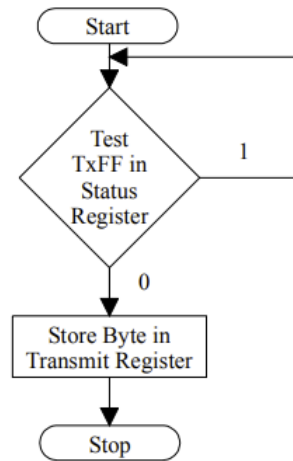 Start
Test
TxFF in
Status
Register
1
0
Store Byte in
Transmit Register
Stop